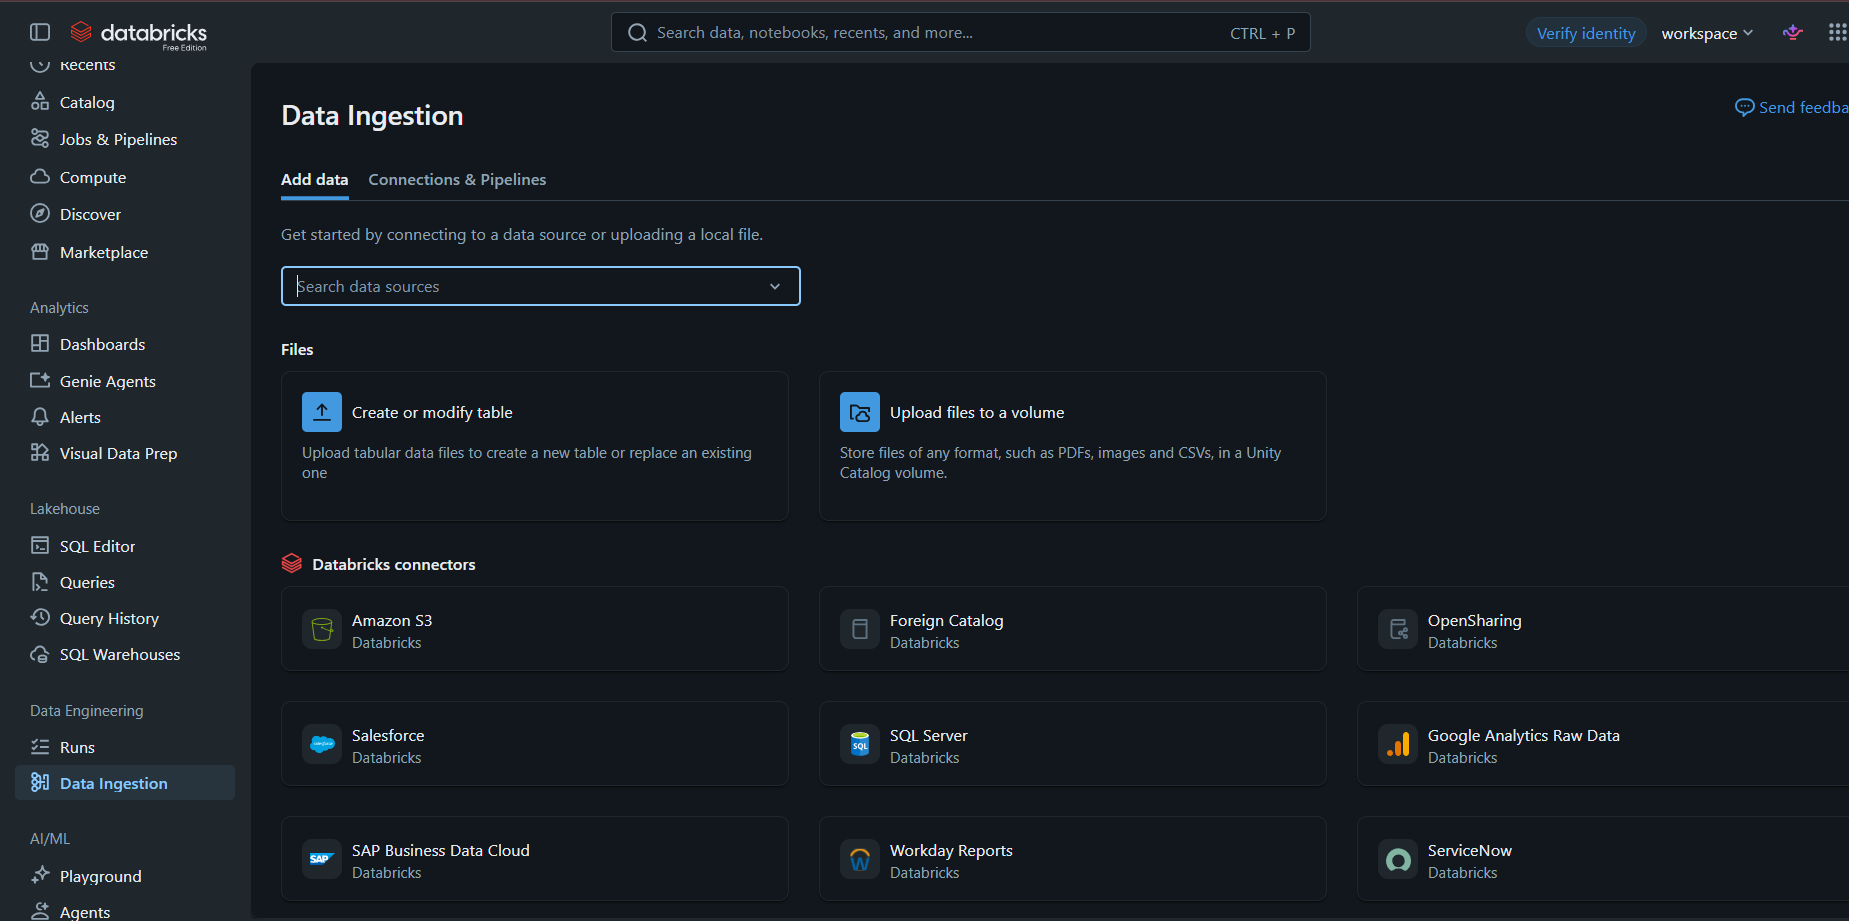 databricks
Free Edition
Search data, notebooks, recents, and more...
CTRL + P
Verify identity
workspace
Recents
Catalog
Jobs & Pipelines
Compute
Discover
Marketplace
Analytics
Dashboards
Genie Agents
Alerts
Visual Data Prep
Lakehouse
SQL Editor
Queries
Query History
SQL Warehouses
Data Engineering
Runs
Data Ingestion
AI/ML
Playground
Agents
Data Ingestion
Send feedba
Add data
Connections & Pipelines
Get started by connecting to a data source or uploading a local file.
Search data sources
Files
Create or modify table
Upload tabular data files to create a new table or replace an existing
one
Upload files to a volume
Store files of any format, such as PDFs, images and CSVs, in a Unity
Catalog volume.
Databricks connectors
Amazon S3
Databricks
Foreign Catalog
Databricks
OpenSharing
Databricks
salesforce
Salesforce
Databricks
SQL
SQL Server
Databricks
Google Analytics Raw Data
Databricks
SAP
SAP Business Data Cloud
Databricks
Workday Reports
Databricks
ServiceNow
Databricks